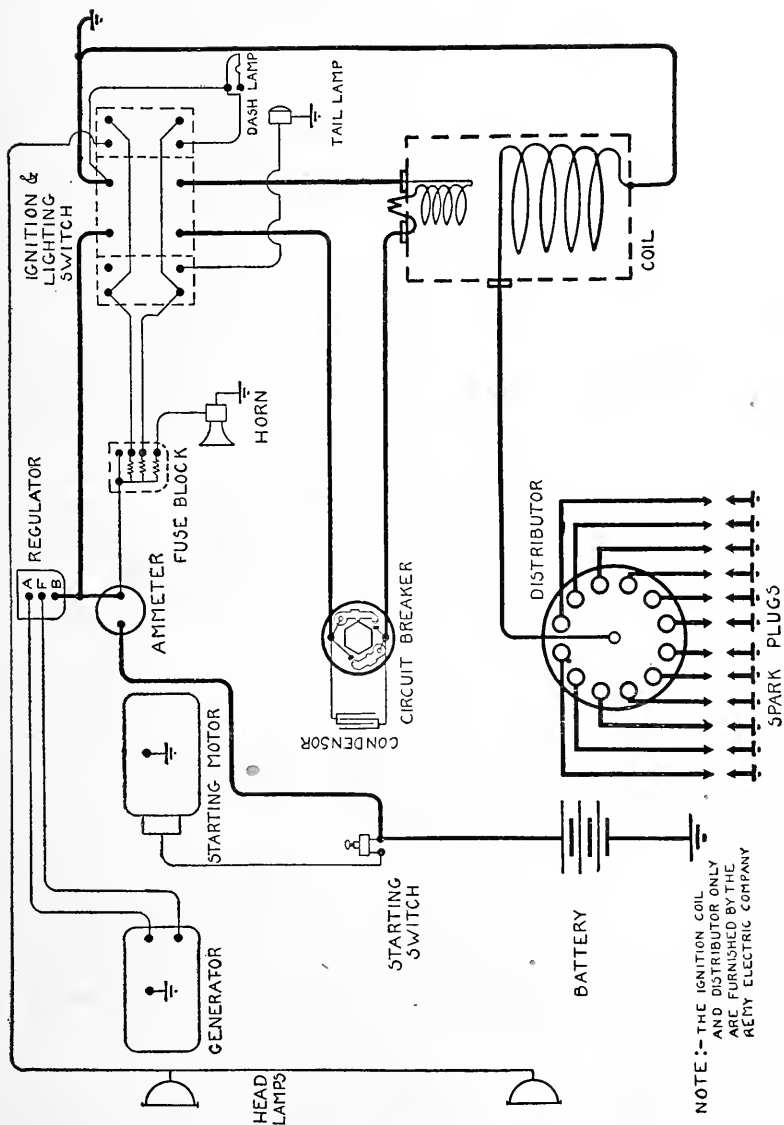 IGNITION &
LIGHTING
SWITCH
DASH LAMP
TAIL LAMP
REGULATOR
A
F
B
FUSE BLOCK
HORN
AMMETER
COIL
STARTING MOTOR
GENERATOR
CIRCUIT BREAKER
CONDENSOR
DISTRIBUTOR
SPARK PLUGS
STARTING
SWITCH
BATTERY
HEAD
LAMPS
NOTE:- THE IGNITION COIL
AND DISTRIBUTOR ONLY
ARE FURNISHED BY THE
REMY ELECTRIC COMPANY